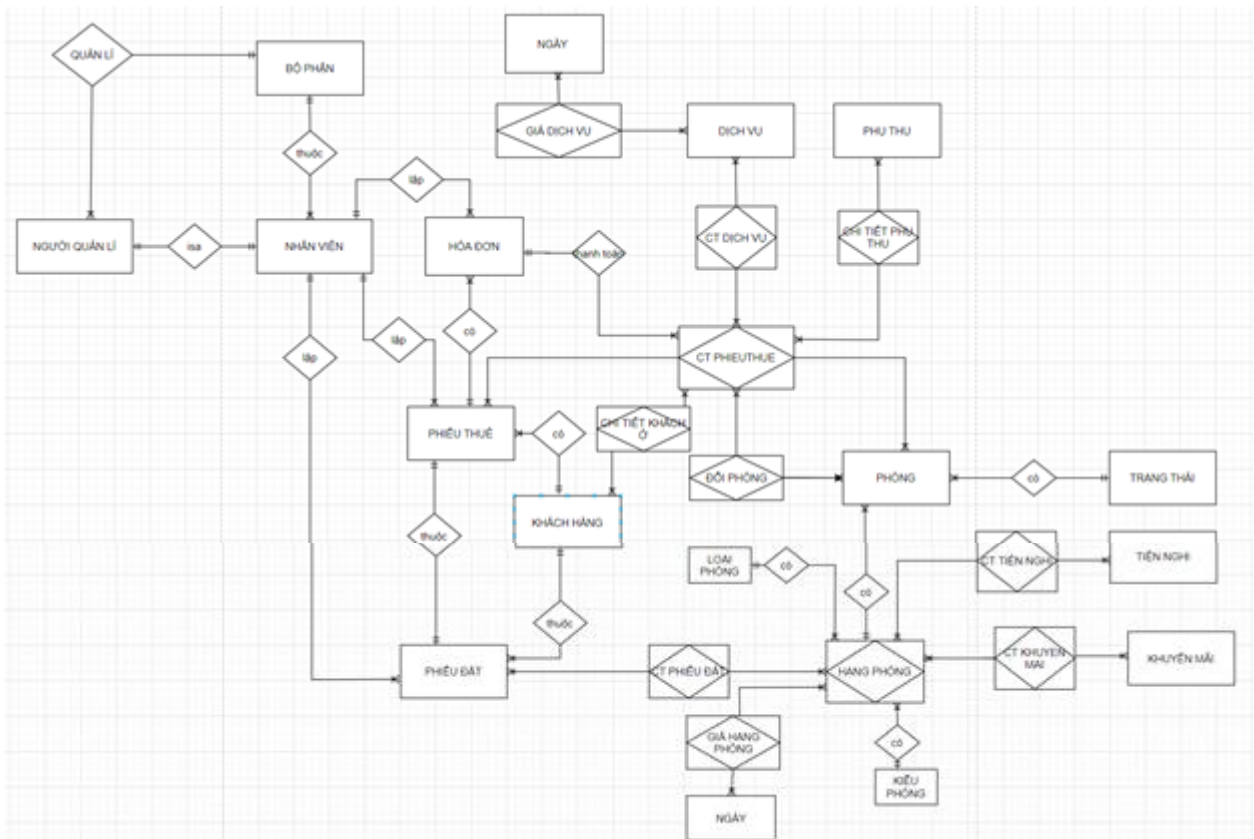 QUẢN LÍ
BỘ PHẬN
NGÀY
GIÁ DỊCH VỤ
DỊCH VỤ
PHỤ THU
thuộc
lập
NGƯỜI QUẢN LÍ
isa
NHÂN VIÊN
HÓA ĐƠN
CT DỊCH VỤ
CHI TIẾT PHỤ
THU
thanh toán
có
lập
lập
CT PHIEUTHUE
PHIẾU THUÊ
có
CHI TIẾT KHÁCH
Ở
ĐỔI PHÒNG
PHÒNG
có
TRẠNG THÁI
KHÁCH HÀNG
thuộc
LOẠI
PHÒNG
có
có
CT TIỆN NGHI
TIỆN NGHI
thuộc
PHIẾU ĐẶT
CT PHIẾU ĐẶT
HẠNG PHÒNG
CT KHUYẾN
MÃI
KHUYẾN MÃI
GIÁ HẠNG
PHÒNG
có
KIỂU
PHÒNG
NGÀY